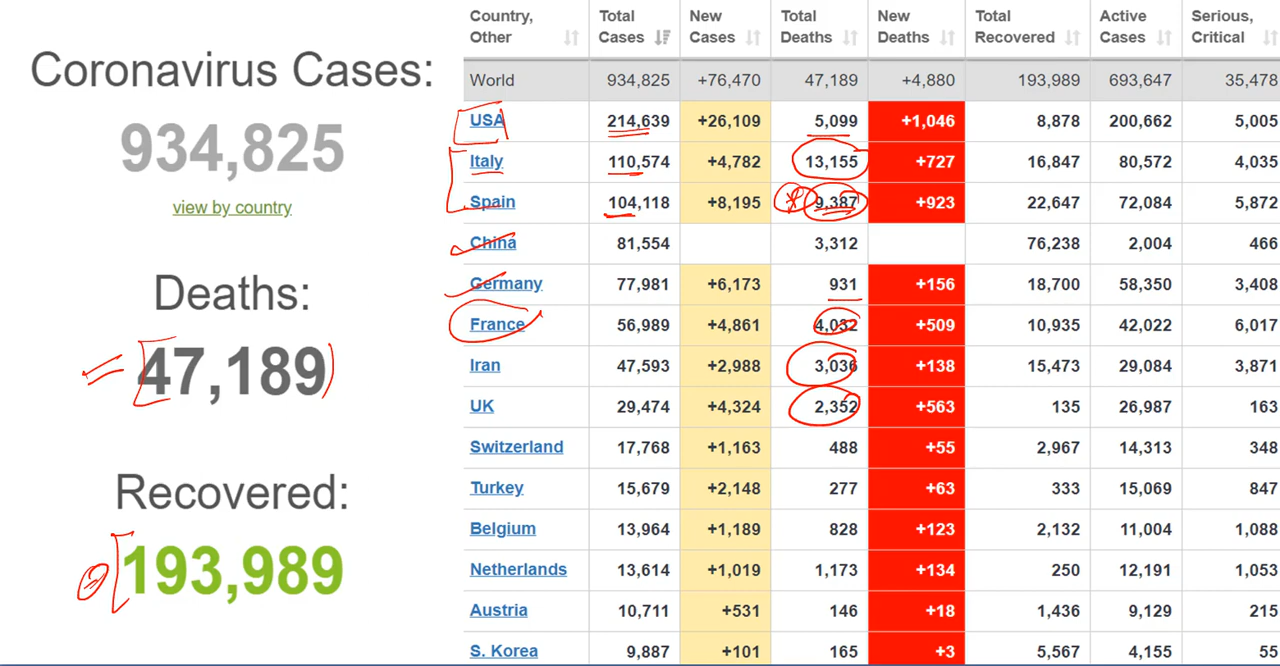 Coronavirus Cases:
934,825
view by country
Deaths:
47,189
Recovered:
193,989
Country, Other Total Cases New Cases Total Deaths New Deaths Total Recovered Active Cases Serious, Critical
World 934,825 +76,470 47,189 +4,880 193,989 693,647 35,478
USA 214,639 +26,109 5,099 +1,046 8,878 200,662 5,005
Italy 110,574 +4,782 13,155 +727 16,847 80,572 4,035
Spain 104,118 +8,195 9,387 +923 22,647 72,084 5,872
China 81,554 3,312 76,238 2,004 466
Germany 77,981 +6,173 931 +156 18,700 58,350 3,408
France 56,989 +4,861 4,032 +509 10,935 42,022 6,017
Iran 47,593 +2,988 3,036 +138 15,473 29,084 3,871
UK 29,474 +4,324 2,352 +563 135 26,987 163
Switzerland 17,768 +1,163 488 +55 2,967 14,313 348
Turkey 15,679 +2,148 277 +63 333 15,069 847
Belgium 13,964 +1,189 828 +123 2,132 11,004 1,088
Netherlands 13,614 +1,019 1,173 +134 250 12,191 1,053
Austria 10,711 +531 146 +18 1,436 9,129 215
S. Korea 9,887 +101 165 +3 5,567 4,155 55